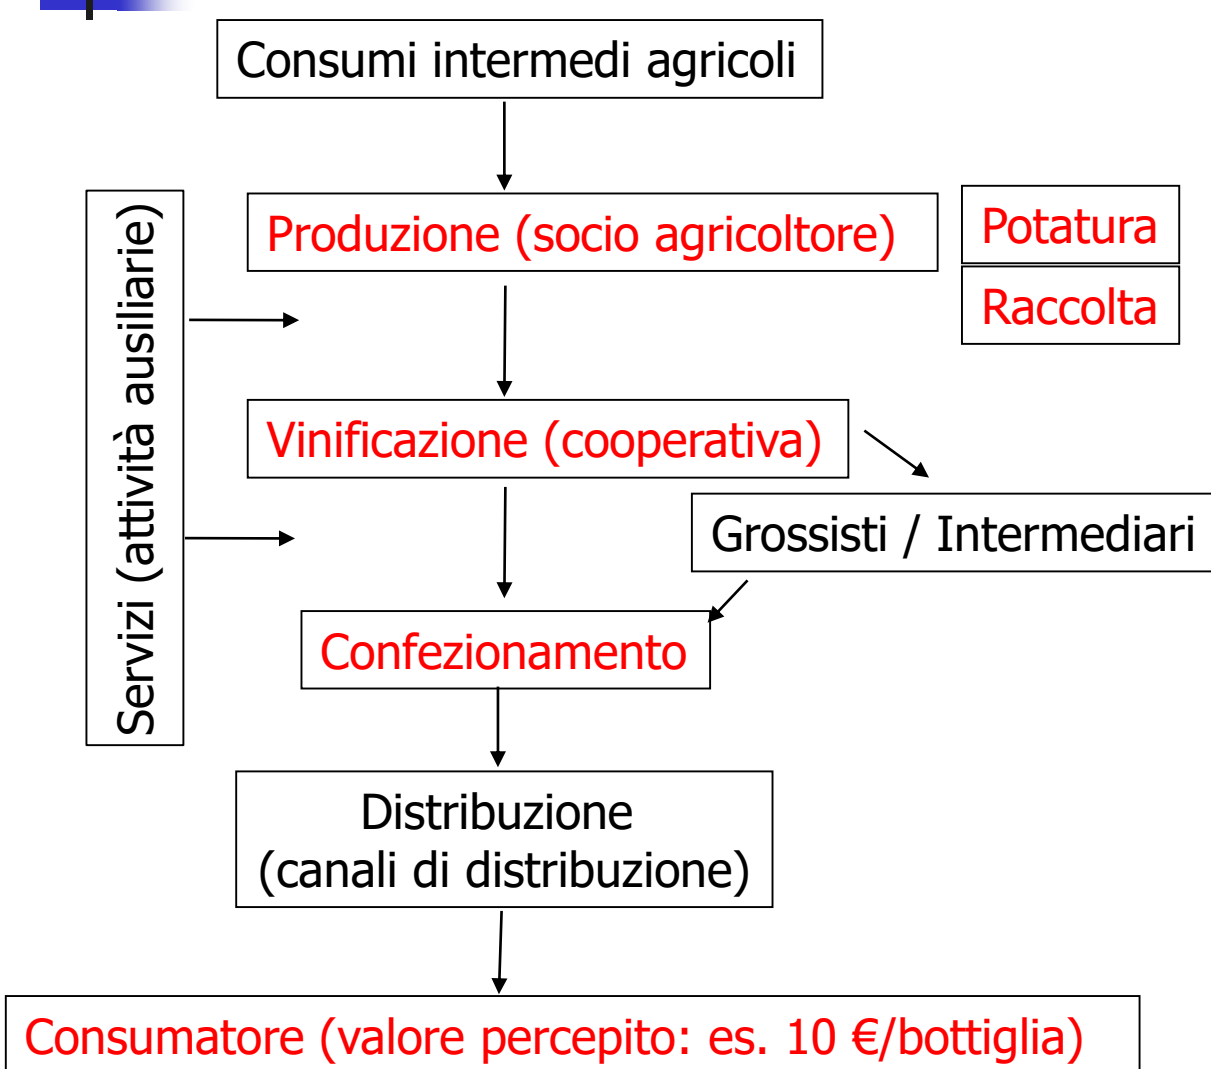 Consumi intermedi agricoli
Servizi (attività ausiliarie)
Produzione (socio agricoltore)
Potatura
Raccolta
Vinificazione (cooperativa)
Grossisti / Intermediari
Confezionamento
Distribuzione
(canali di distribuzione)
Consumatore (valore percepito: es. 10 €/bottiglia)